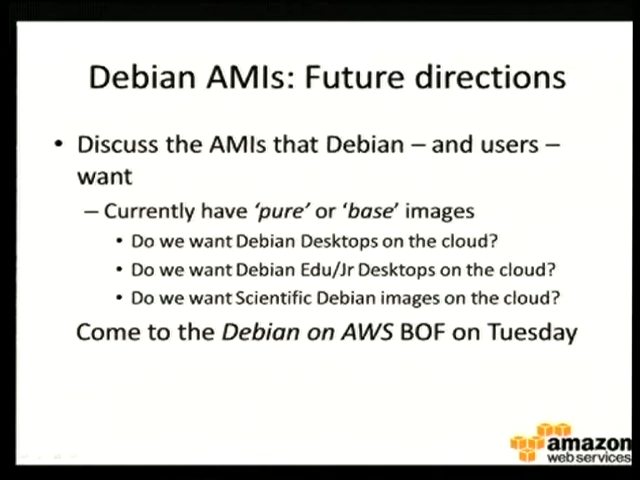 Debian AMIs: Future directions
• Discuss the AMIs that Debian – and users –
want
– Currently have ‘pure’ or ‘base’ images
• Do we want Debian Desktops on the cloud?
• Do we want Debian Edu/Jr Desktops on the cloud?
• Do we want Scientific Debian images on the cloud?
Come to the Debian on AWS BOF on Tuesday
amazon
webservices